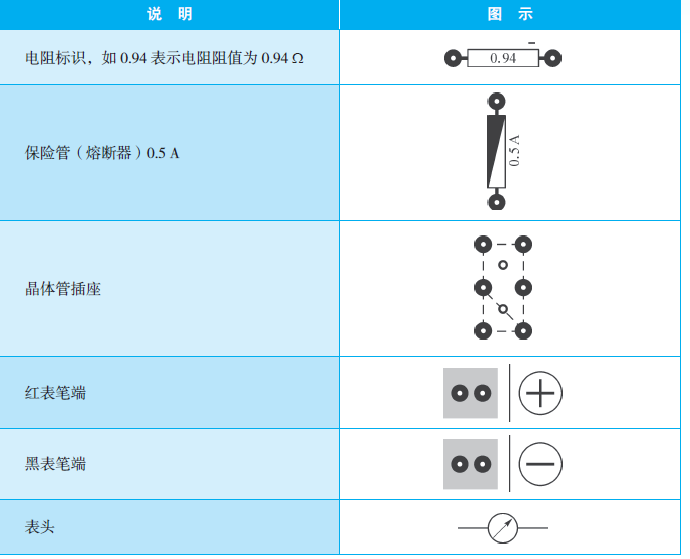 说 明
图 示
电阻标识，如 0.94 表示电阻阻值为 0.94 Ω
0.94
保险管（熔断器）0.5 A
0.5 A
晶体管插座
红表笔端
黑表笔端
表头